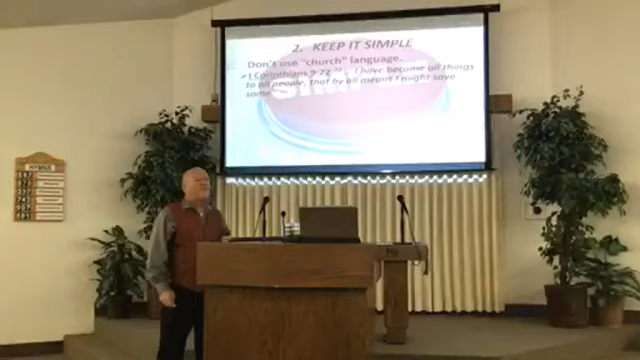 2. KEEP IT SIMPLE
Don't use "church" language.
I Corinthians 9:22 "... I have become all things
to all people, that by all means I might save
some
HYMNS